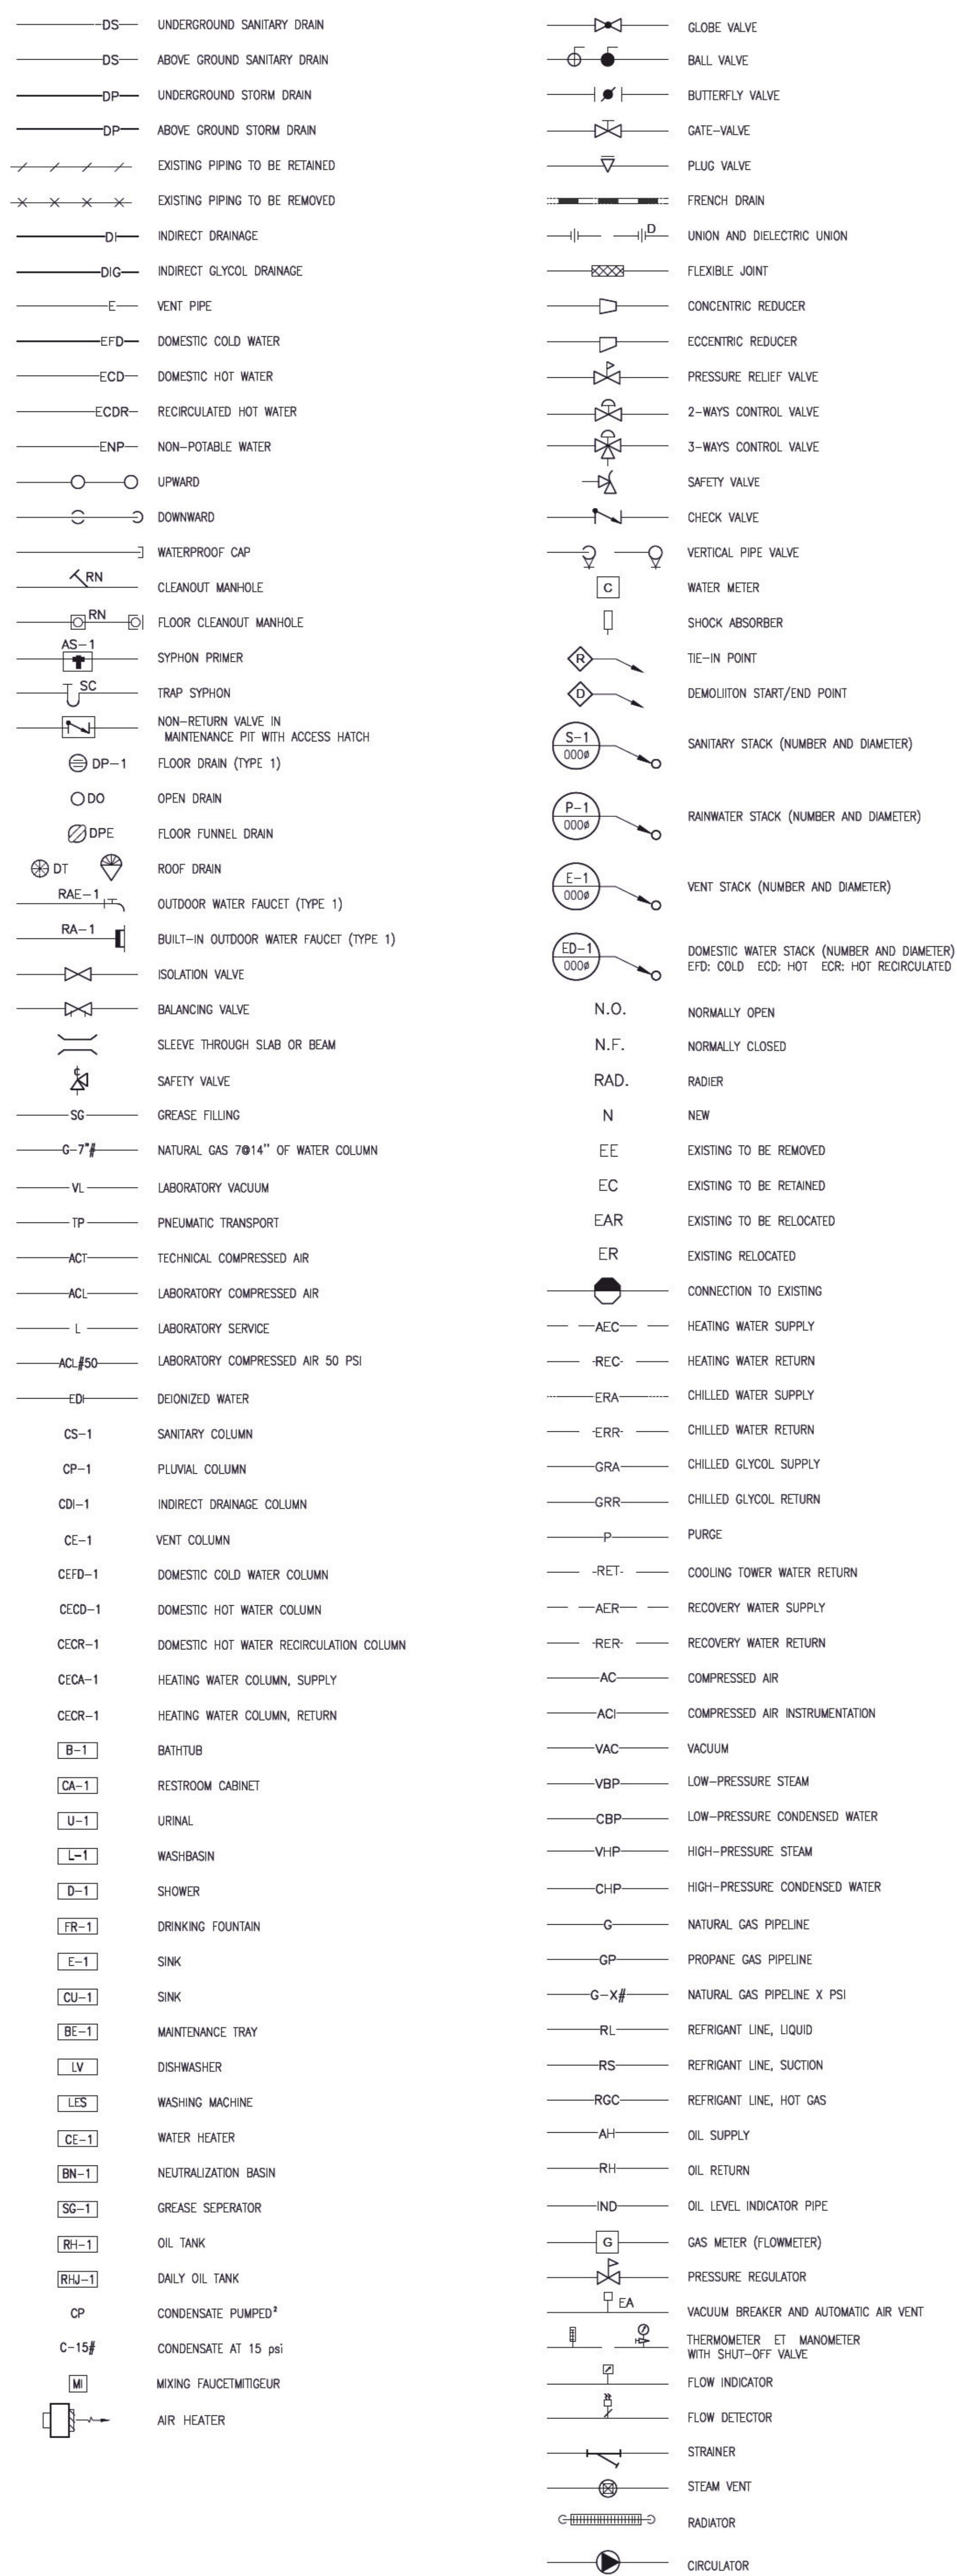 DS UNDERGROUND SANITARY DRAIN
DS ABOVE GROUND SANITARY DRAIN
DP UNDERGROUND STORM DRAIN
DP ABOVE GROUND STORM DRAIN
EXISTING PIPING TO BE RETAINED
EXISTING PIPING TO BE REMOVED
DI INDIRECT DRAINAGE
DIG INDIRECT GLYCOL DRAINAGE
E VENT PIPE
EFD DOMESTIC COLD WATER
ECD DOMESTIC HOT WATER
ECDR RECIRCULATED HOT WATER
ENP NON-POTABLE WATER
UPWARD
DOWNWARD
WATERPROOF CAP
RN CLEANOUT MANHOLE
RN FLOOR CLEANOUT MANHOLE
AS-1 SYPHON PRIMER
SC TRAP SYPHON
NON-RETURN VALVE IN
MAINTENANCE PIT WITH ACCESS HATCH
DP-1 FLOOR DRAIN (TYPE 1)
DO OPEN DRAIN
DPE FLOOR FUNNEL DRAIN
DT ROOF DRAIN
RAE-1 OUTDOOR WATER FAUCET (TYPE 1)
RA-1 BUILT-IN OUTDOOR WATER FAUCET (TYPE 1)
ISOLATION VALVE
BALANCING VALVE
SLEEVE THROUGH SLAB OR BEAM
SAFETY VALVE
SG GREASE FILLING
G-7"# NATURAL GAS 7@14'' OF WATER COLUMN
VL LABORATORY VACUUM
TP PNEUMATIC TRANSPORT
ACT TECHNICAL COMPRESSED AIR
ACL LABORATORY COMPRESSED AIR
L LABORATORY SERVICE
ACL#50 LABORATORY COMPRESSED AIR 50 PSI
EDI DEIONIZED WATER
CS-1 SANITARY COLUMN
CP-1 PLUVIAL COLUMN
CDI-1 INDIRECT DRAINAGE COLUMN
CE-1 VENT COLUMN
CEFD-1 DOMESTIC COLD WATER COLUMN
CECD-1 DOMESTIC HOT WATER COLUMN
CECR-1 DOMESTIC HOT WATER RECIRCULATION COLUMN
CECA-1 HEATING WATER COLUMN, SUPPLY
CECR-1 HEATING WATER COLUMN, RETURN
B-1 BATHTUB
CA-1 RESTROOM CABINET
U-1 URINAL
L-1 WASHBASIN
D-1 SHOWER
FR-1 DRINKING FOUNTAIN
E-1 SINK
CU-1 SINK
BE-1 MAINTENANCE TRAY
LV DISHWASHER
LES WASHING MACHINE
CE-1 WATER HEATER
BN-1 NEUTRALIZATION BASIN
SG-1 GREASE SEPERATOR
RH-1 OIL TANK
RHJ-1 DAILY OIL TANK
CP CONDENSATE PUMPED²
C-15# CONDENSATE AT 15 psi
MI MIXING FAUCETMITIGEUR
AIR HEATER
GLOBE VALVE
BALL VALVE
BUTTERFLY VALVE
GATE-VALVE
PLUG VALVE
FRENCH DRAIN
D UNION AND DIELECTRIC UNION
FLEXIBLE JOINT
CONCENTRIC REDUCER
ECCENTRIC REDUCER
PRESSURE RELIEF VALVE
2-WAYS CONTROL VALVE
3-WAYS CONTROL VALVE
SAFETY VALVE
CHECK VALVE
VERTICAL PIPE VALVE
C WATER METER
SHOCK ABSORBER
R TIE-IN POINT
D DEMOLIITON START/END POINT
S-1
000ø SANITARY STACK (NUMBER AND DIAMETER)
P-1
000ø RAINWATER STACK (NUMBER AND DIAMETER)
E-1
000ø VENT STACK (NUMBER AND DIAMETER)
ED-1 DOMESTIC WATER STACK (NUMBER AND DIAMETER)
000ø EFD: COLD ECD: HOT ECR: HOT RECIRCULATED
N.O. NORMALLY OPEN
N.F. NORMALLY CLOSED
RAD. RADIER
N NEW
EE EXISTING TO BE REMOVED
EC EXISTING TO BE RETAINED
EAR EXISTING TO BE RELOCATED
ER EXISTING RELOCATED
CONNECTION TO EXISTING
AEC HEATING WATER SUPPLY
REC HEATING WATER RETURN
ERA CHILLED WATER SUPPLY
ERR CHILLED WATER RETURN
GRA CHILLED GLYCOL SUPPLY
GRR CHILLED GLYCOL RETURN
P PURGE
RET COOLING TOWER WATER RETURN
AER RECOVERY WATER SUPPLY
RER RECOVERY WATER RETURN
AC COMPRESSED AIR
ACI COMPRESSED AIR INSTRUMENTATION
VAC VACUUM
VBP LOW-PRESSURE STEAM
CBP LOW-PRESSURE CONDENSED WATER
VHP HIGH-PRESSURE STEAM
CHP HIGH-PRESSURE CONDENSED WATER
G NATURAL GAS PIPELINE
GP PROPANE GAS PIPELINE
G-X# NATURAL GAS PIPELINE X PSI
RL REFRIGANT LINE, LIQUID
RS REFRIGANT LINE, SUCTION
RGC REFRIGANT LINE, HOT GAS
AH OIL SUPPLY
RH OIL RETURN
IND OIL LEVEL INDICATOR PIPE
G GAS METER (FLOWMETER)
PRESSURE REGULATOR
EA VACUUM BREAKER AND AUTOMATIC AIR VENT
THERMOMETER ET MANOMETER
WITH SHUT-OFF VALVE
FLOW INDICATOR
FLOW DETECTOR
STRAINER
STEAM VENT
RADIATOR
CIRCULATOR